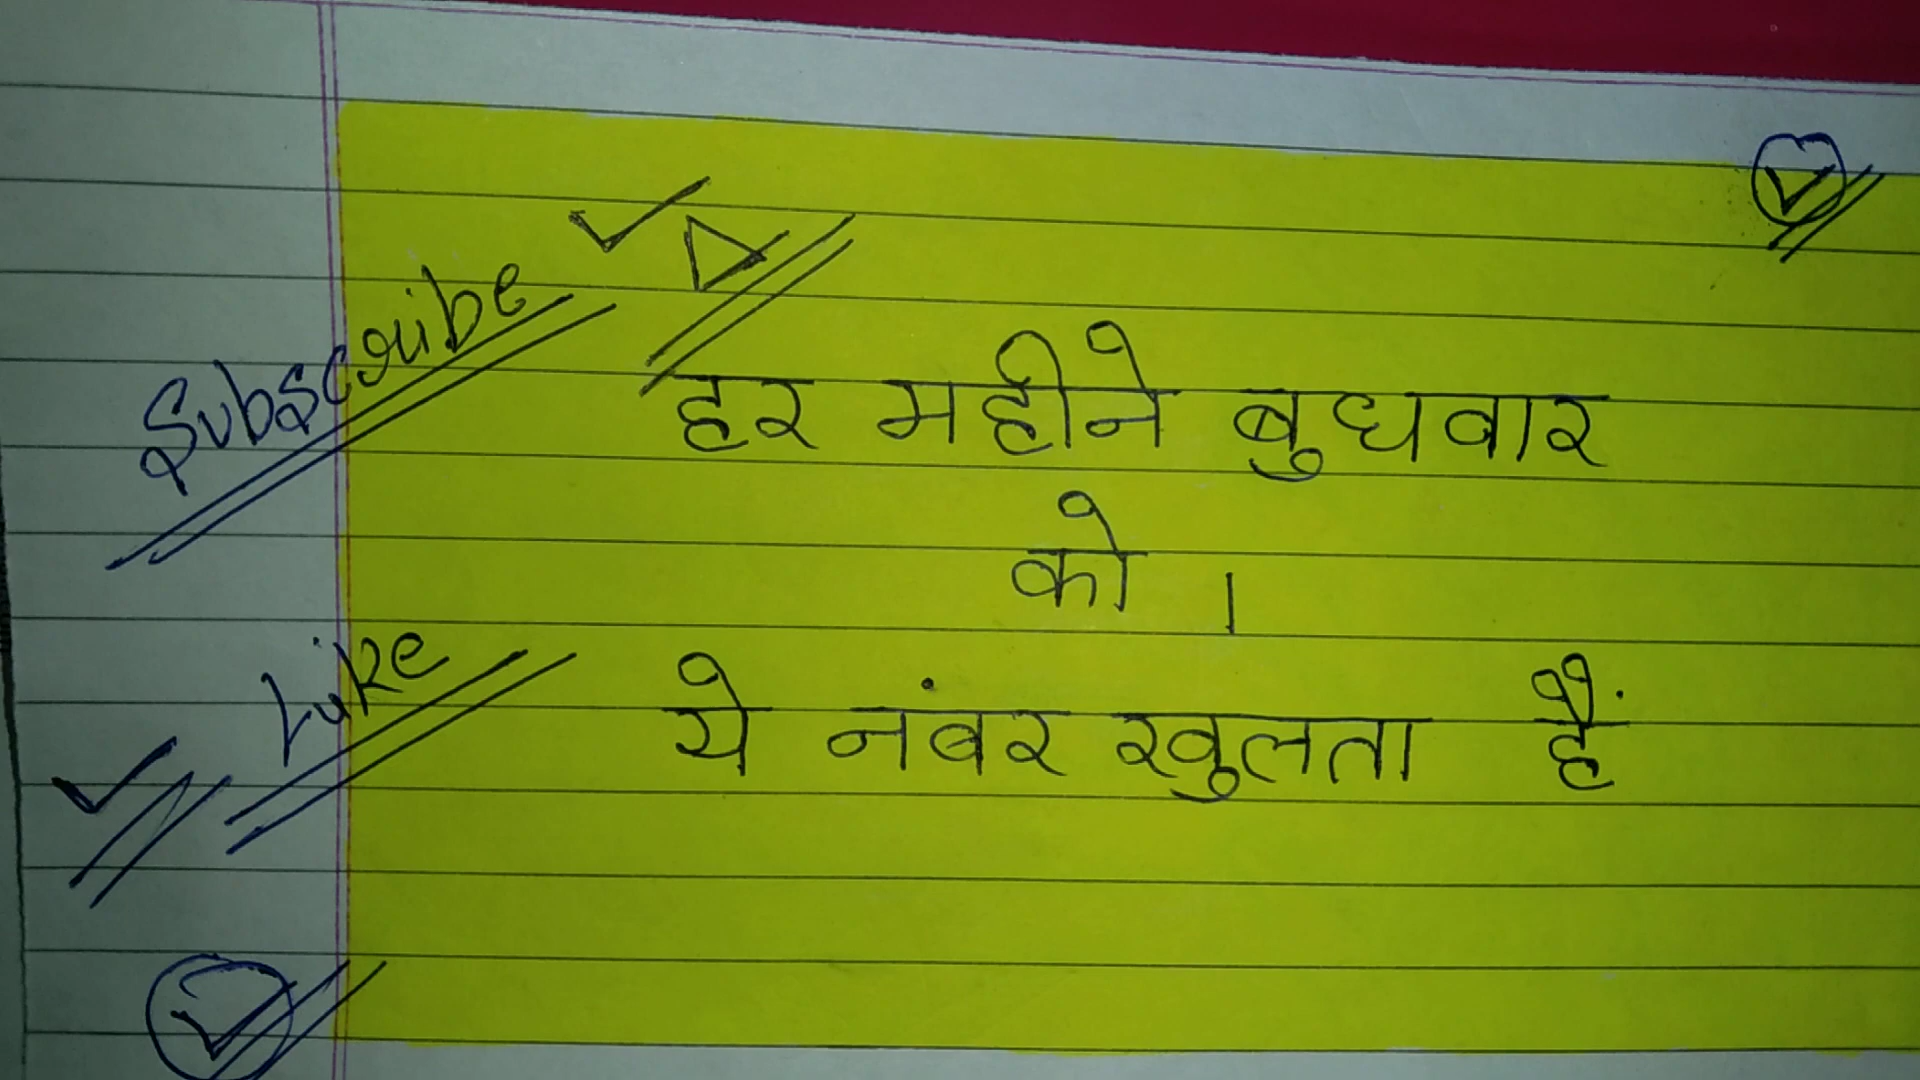 Subscribe
हर महीने बुधवार
को ।
Like
ये नंबर खुलता हैं